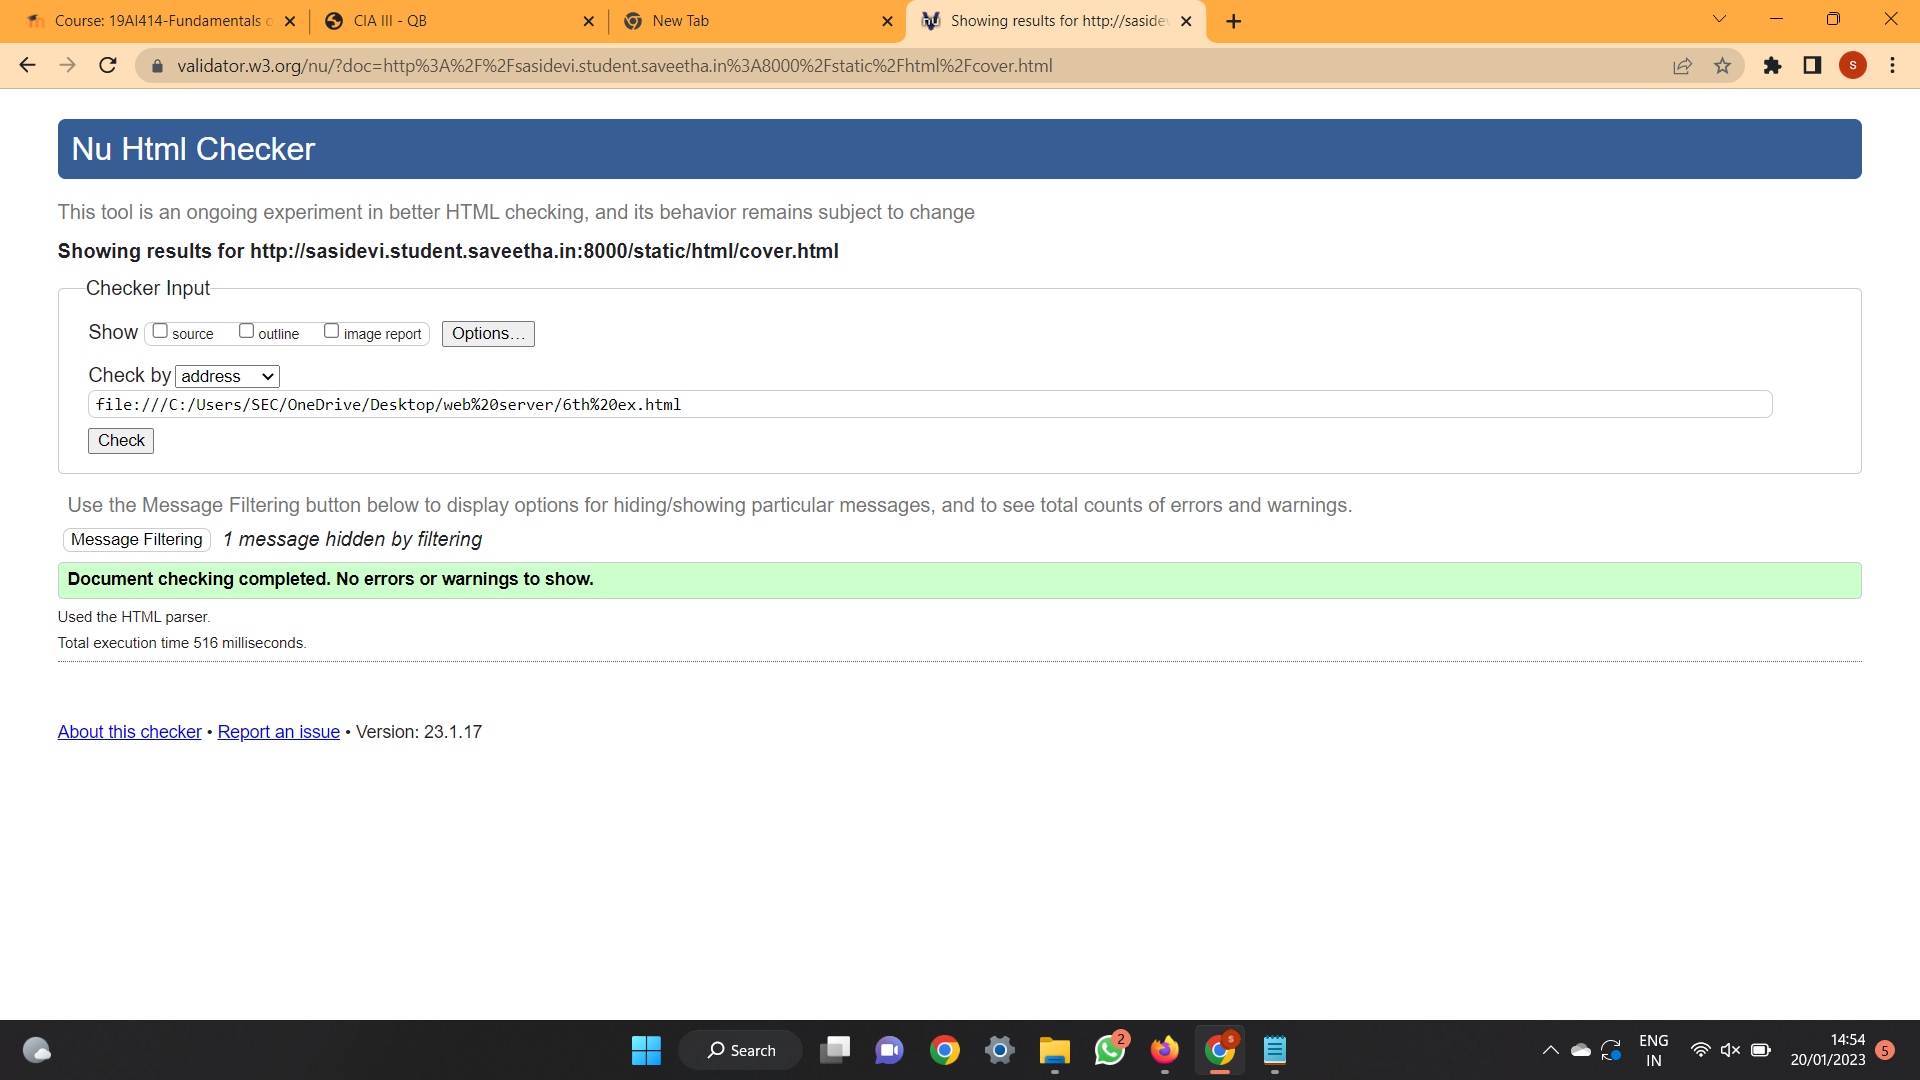 Course: 19AI414-Fundamentals o
CIA III - QB
New Tab
Showing results for http://sasidev
validator.w3.org/nu/?doc=http%3A%2F%2Fsasidevi.student.saveetha.in%3A8000%2Fstatic%2Fhtml%2Fcover.html
S
Nu Html Checker
This tool is an ongoing experiment in better HTML checking, and its behavior remains subject to change
Showing results for http://sasidevi.student.saveetha.in:8000/static/html/cover.html
Checker Input
Show source outline image report Options...
Check by address
file:///C:/Users/SEC/OneDrive/Desktop/web%20server/6th%20ex.html
Check
Use the Message Filtering button below to display options for hiding/showing particular messages, and to see total counts of errors and warnings.
Message Filtering 1 message hidden by filtering
Document checking completed. No errors or warnings to show.
Used the HTML parser.
Total execution time 516 milliseconds.
About this checker • Report an issue • Version: 23.1.17
Search
2
S
ENG
IN
14:54
20/01/2023
5